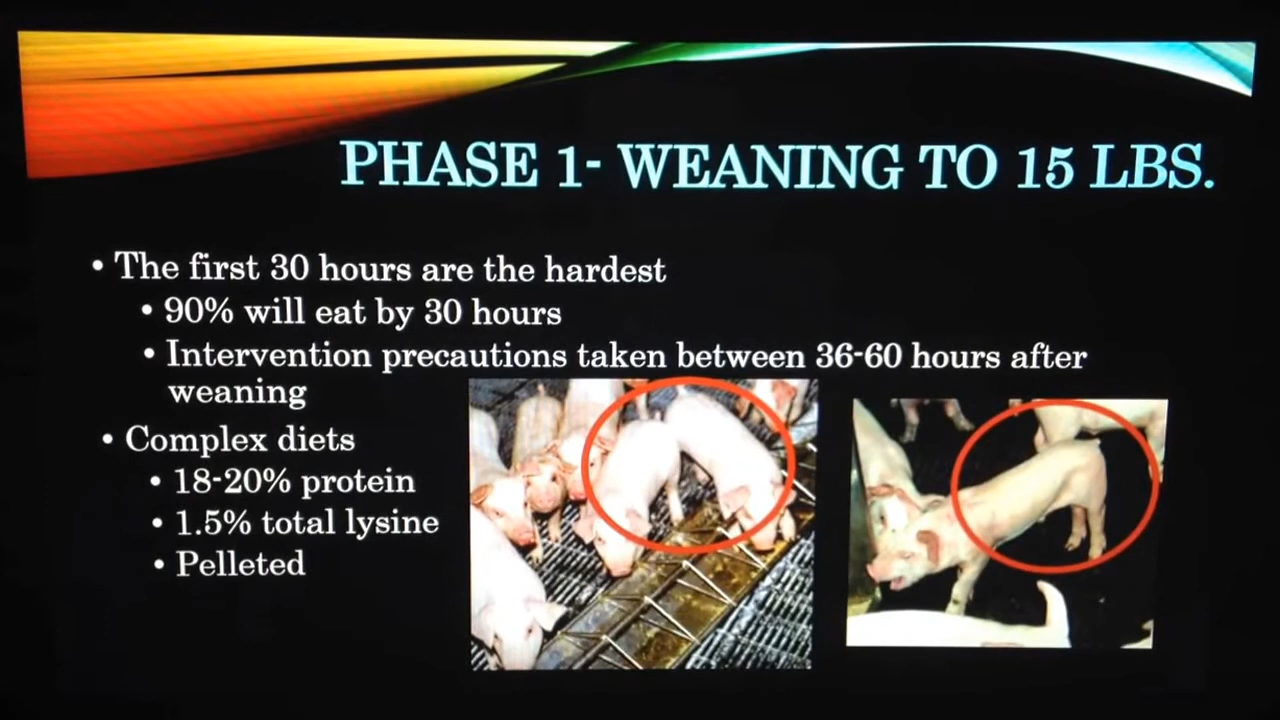 PHASE 1- WEANING TO 15 LBS.
• The first 30 hours are the hardest
• 90% will eat by 30 hours
• Intervention precautions taken between 36-60 hours after
weaning
• Complex diets
• 18-20% protein
• 1.5% total lysine
• Pelleted